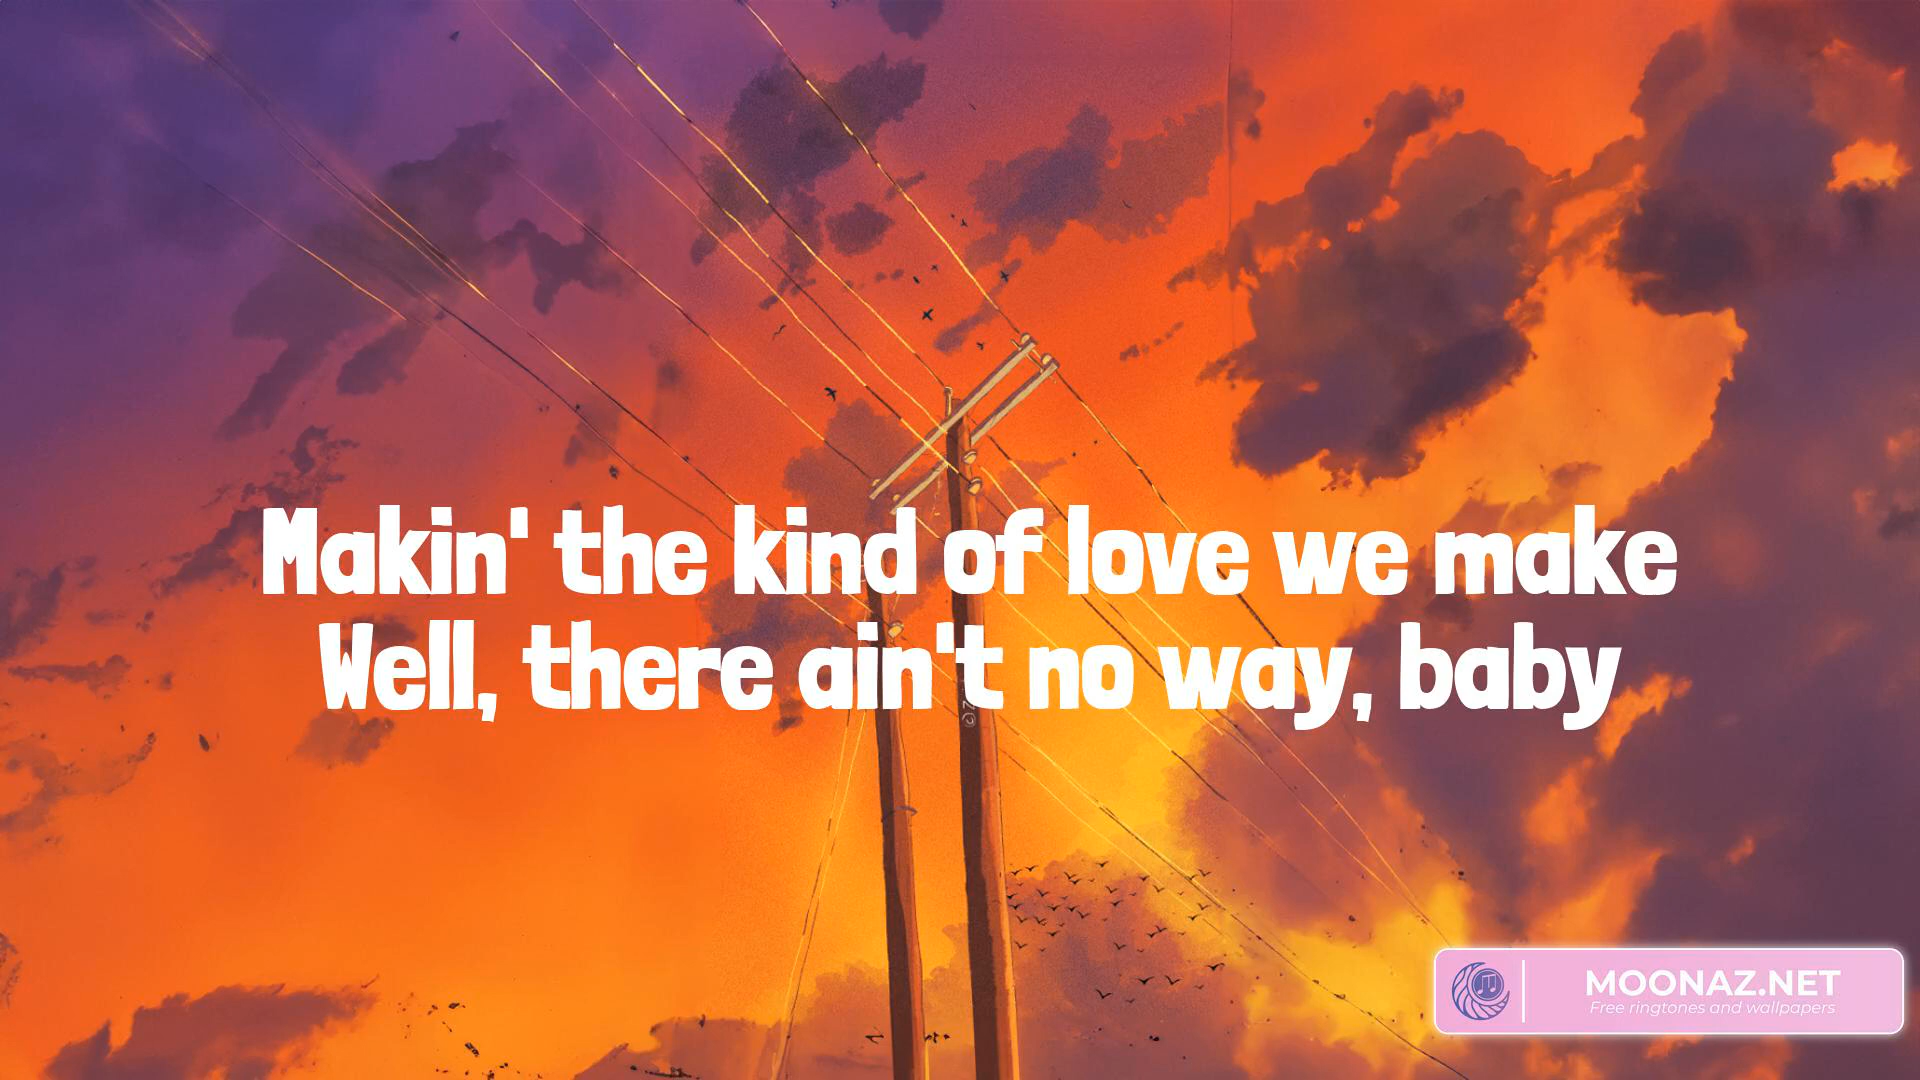 Makin' the kind of love we make
Well, there ain't no way, baby
MOONAZ.NET
Free ringtones and wallpapers